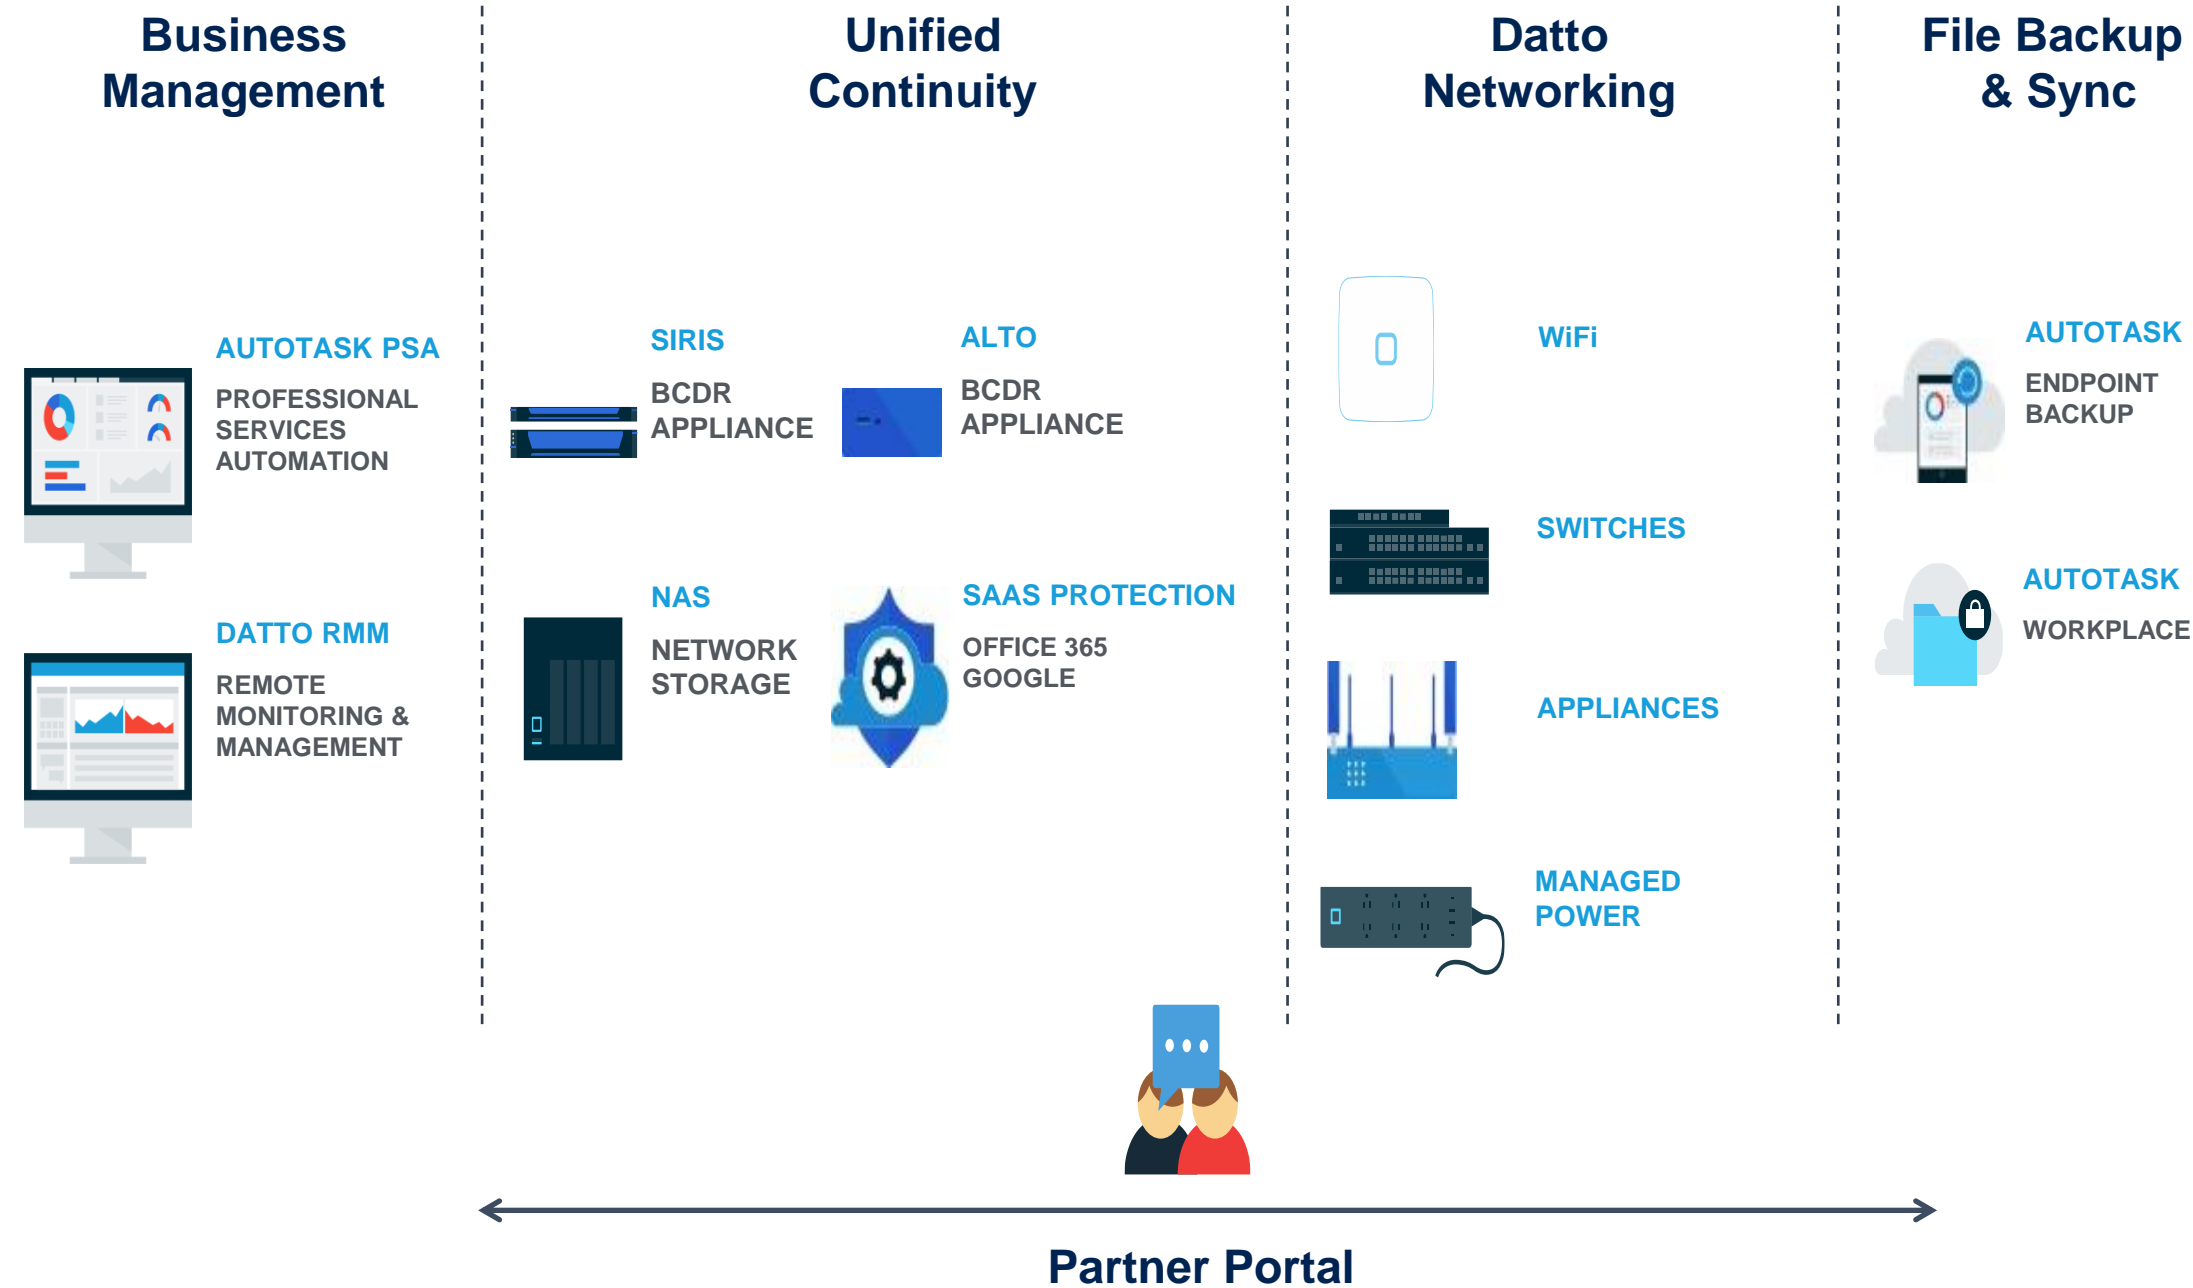 Business
Management
Unified
Continuity
Datto
Networking
File Backup
& Sync
AUTOTASK PSA
PROFESSIONAL
SERVICES
AUTOMATION
DATTO RMM
REMOTE
MONITORING &
MANAGEMENT
SIRIS
BCDR
APPLIANCE
ALTO
BCDR
APPLIANCE
NAS
NETWORK
STORAGE
SAAS PROTECTION
OFFICE 365
GOOGLE
WiFi
SWITCHES
APPLIANCES
MANAGED
POWER
AUTOTASK
ENDPOINT
BACKUP
AUTOTASK
WORKPLACE
Partner Portal